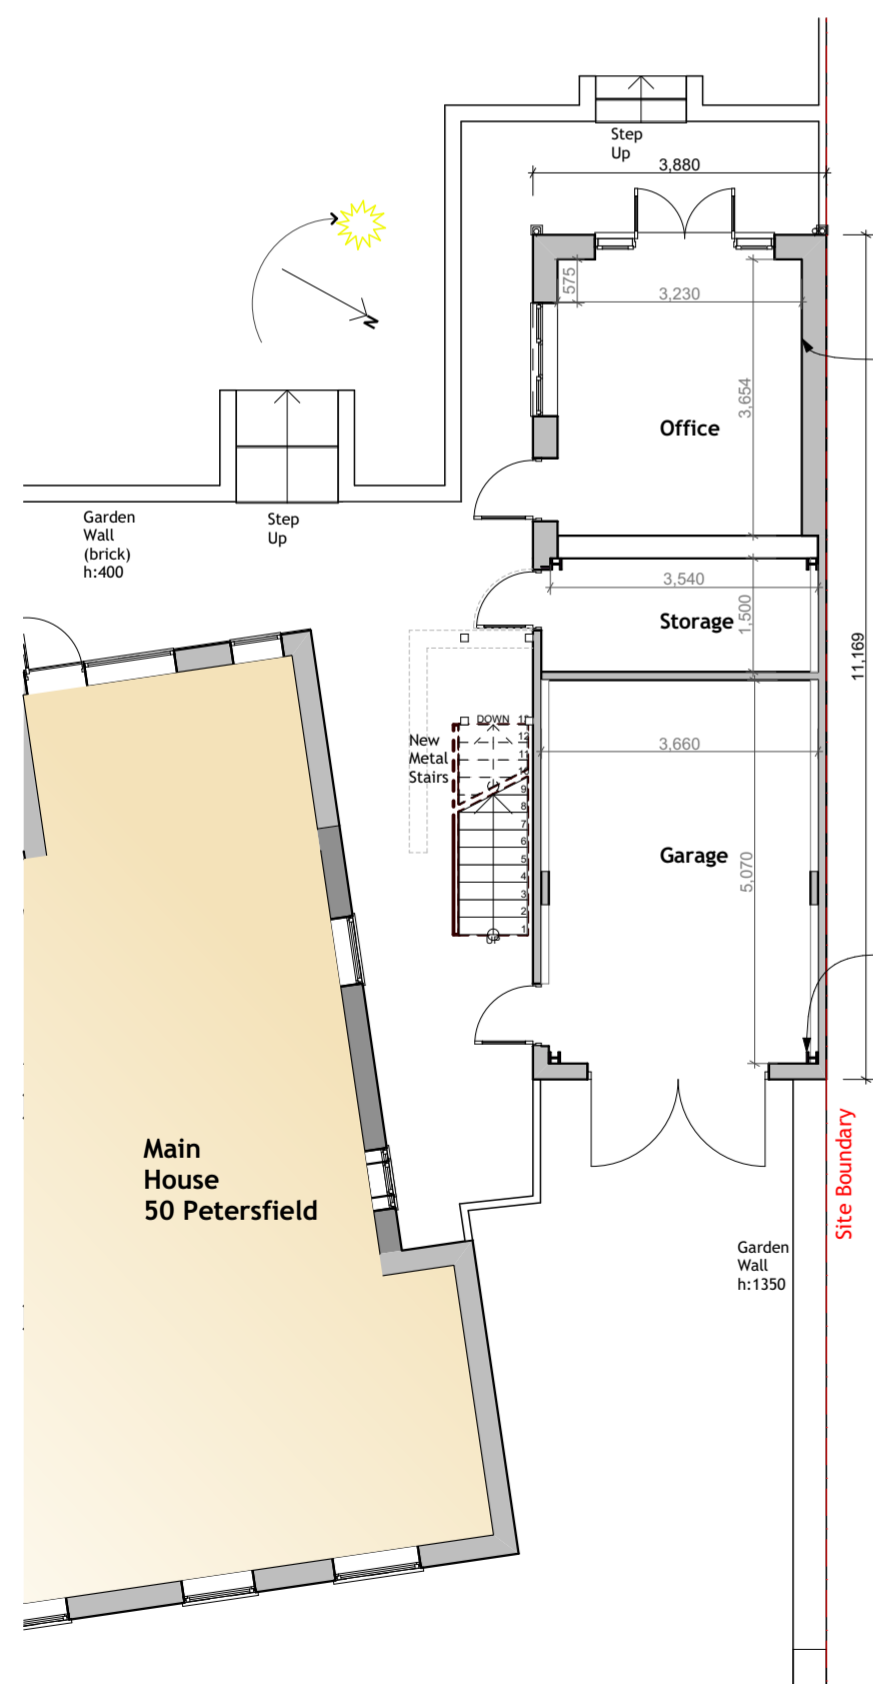 Step
Up
3,880
575
3,230
N
3,654
Office
Garden
Wall
(brick)
h:400
Step
Up
3,540
Storage
1,500
11,169
DOWN
13
12
11
10
9
8
7
6
5
4
3
2
1
UP
New
Metal
Stairs
3,660
Garage
5,070
Main
House
50 Petersfield
Site Boundary
Garden
Wall
h:1350